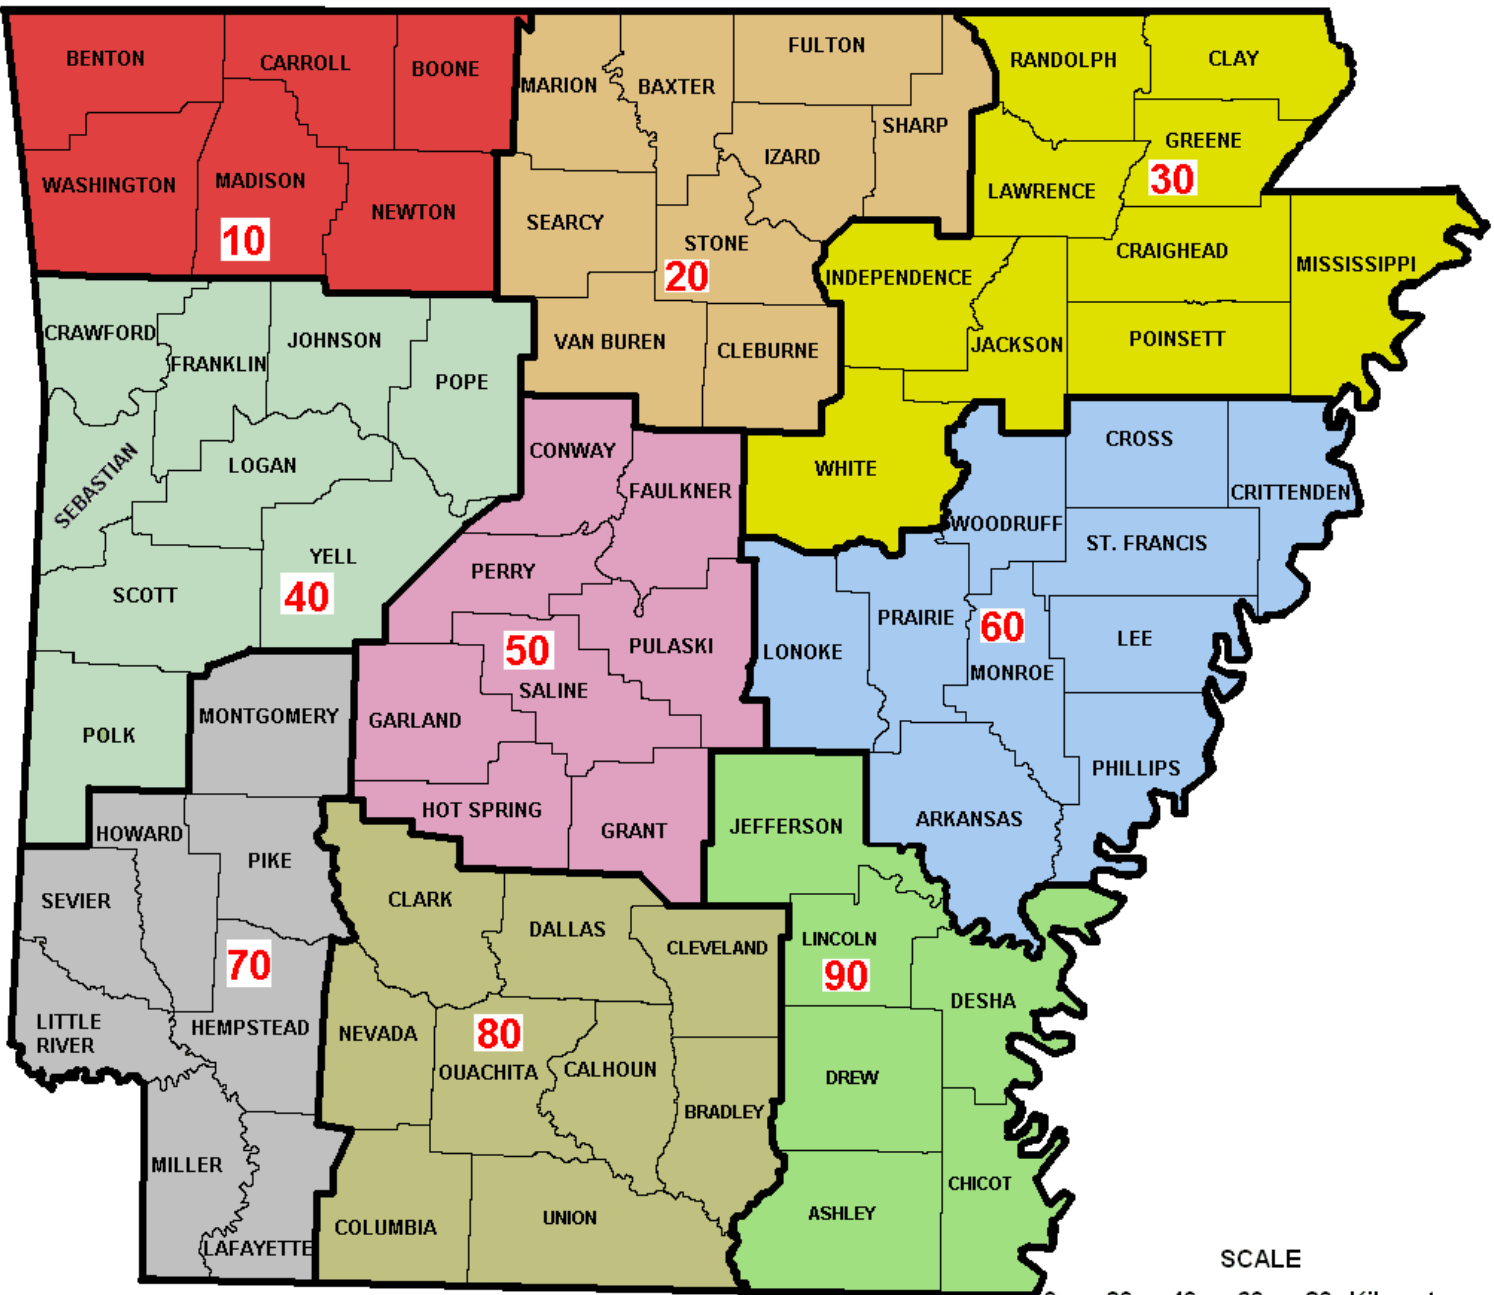 BENTON
CARROLL
BOONE
MARION
BAXTER
FULTON
SHARP
IZARD
RANDOLPH
CLAY
GREENE
LAWRENCE
30
WASHINGTON
MADISON
NEWTON
10
SEARCY
STONE
20
INDEPENDENCE
CRAIGHEAD
MISSISSIPPI
CRAWFORD
FRANKLIN
JOHNSON
POPE
VAN BUREN
CLEBURNE
JACKSON
POINSETT
SEBASTIAN
LOGAN
CONWAY
FAULKNER
WHITE
CROSS
CRITTENDEN
WOODRUFF
ST. FRANCIS
SCOTT
YELL
40
PERRY
50
SALINE
PULASKI
LONOKE
PRAIRIE
60
MONROE
LEE
POLK
MONTGOMERY
GARLAND
HOT SPRING
GRANT
JEFFERSON
ARKANSAS
PHILLIPS
HOWARD
PIKE
SEVIER
CLARK
DALLAS
CLEVELAND
LINCOLN
90
DESHA
70
LITTLE
RIVER
HEMPSTEAD
NEVADA
80
OUACHITA
CALHOUN
BRADLEY
DREW
MILLER
LAFAYETTE
COLUMBIA
UNION
ASHLEY
CHICOT
SCALE